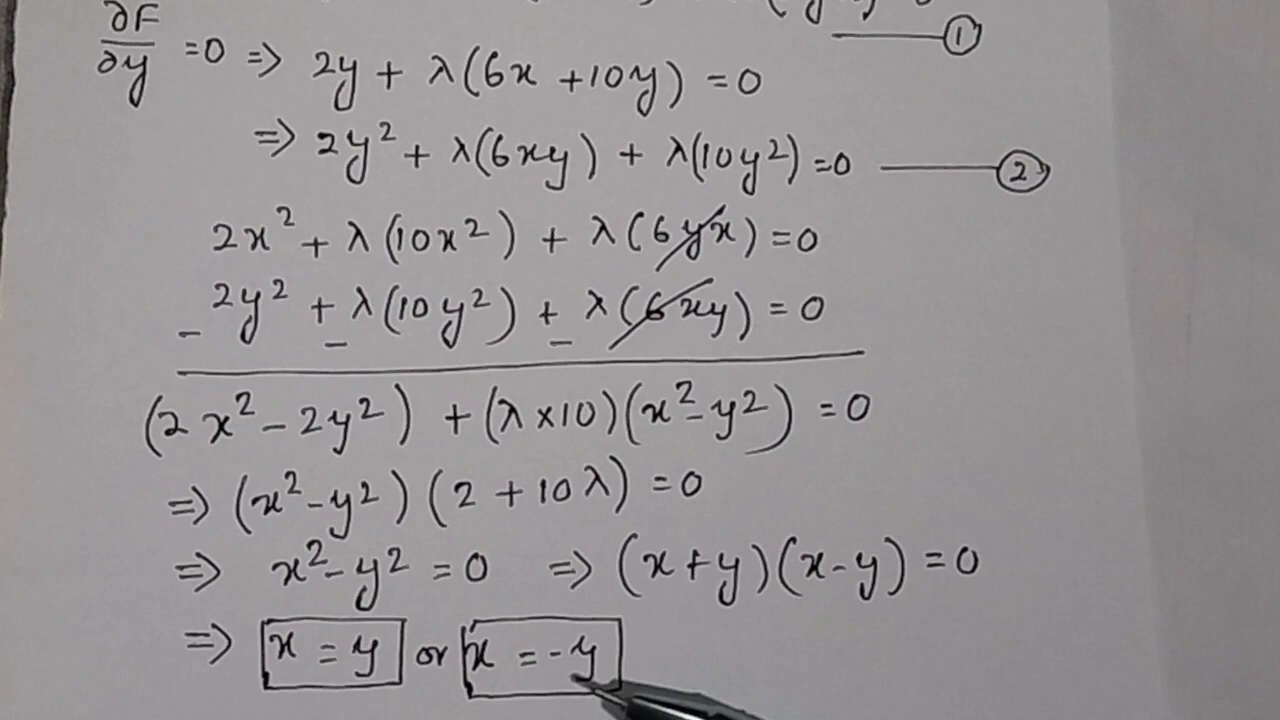 ①
∂F/∂y = 0 ⇒ 2y + λ(6x + 10y) = 0
⇒ 2y² + λ(6xy) + λ(10y²) = 0 —— ②
2x² + λ(10x²) + λ(6yx) = 0
2y² + λ(10y²) + λ(6xy) = 0
− − −
(2x² − 2y²) + (λ×10)(x² − y²) = 0
⇒ (x² − y²)(2 + 10λ) = 0
⇒ x² − y² = 0 ⇒ (x + y)(x − y) = 0
⇒ x = y or x = −y